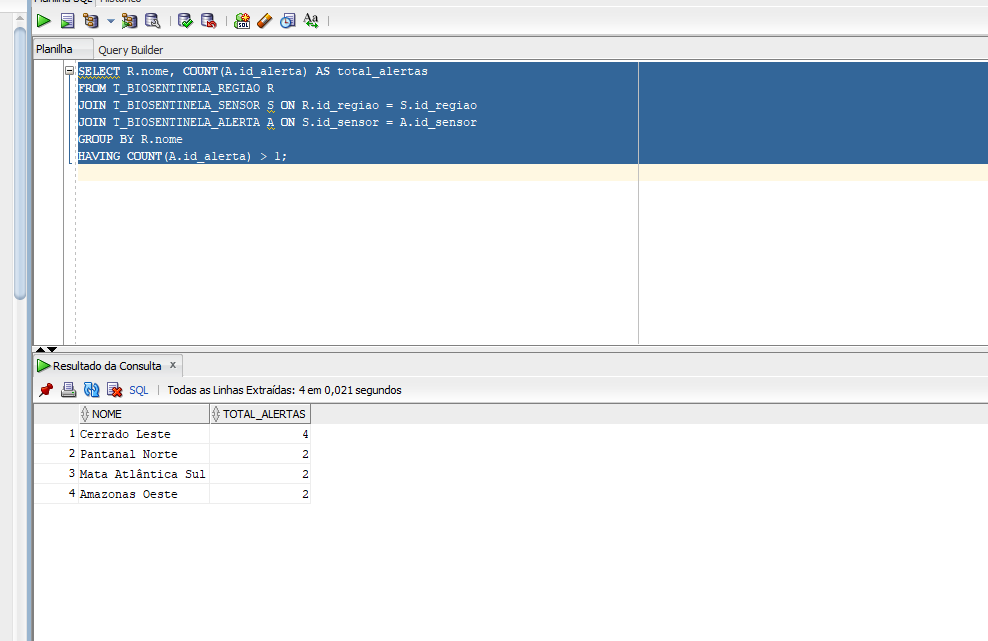 Planilha SQL Histórico
Planilha Query Builder
SELECT R.nome, COUNT(A.id_alerta) AS total_alertas
FROM T_BIOSENTINELA_REGIAO R
JOIN T_BIOSENTINELA_SENSOR S ON R.id_regiao = S.id_regiao
JOIN T_BIOSENTINELA_ALERTA A ON S.id_sensor = A.id_sensor
GROUP BY R.nome
HAVING COUNT(A.id_alerta) > 1;
Resultado da Consulta x
SQL | Todas as Linhas Extraídas: 4 em 0,021 segundos
NOME TOTAL_ALERTAS
1 Cerrado Leste 4
2 Pantanal Norte 2
3 Mata Atlântica Sul 2
4 Amazonas Oeste 2